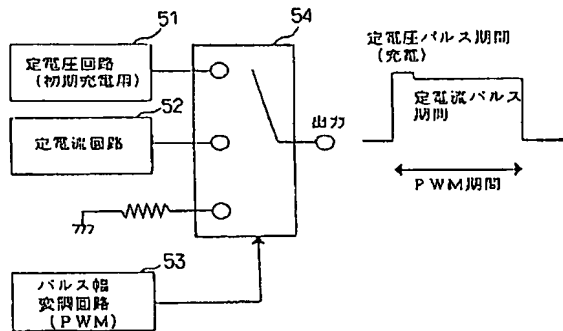 51
定電圧回路
(初期充電用)
52
定電流回路
53
パルス幅
変調回路
(PWM)
54
出力
定電圧パルス期間
(充電)
定電流パルス
期間
PWM期間